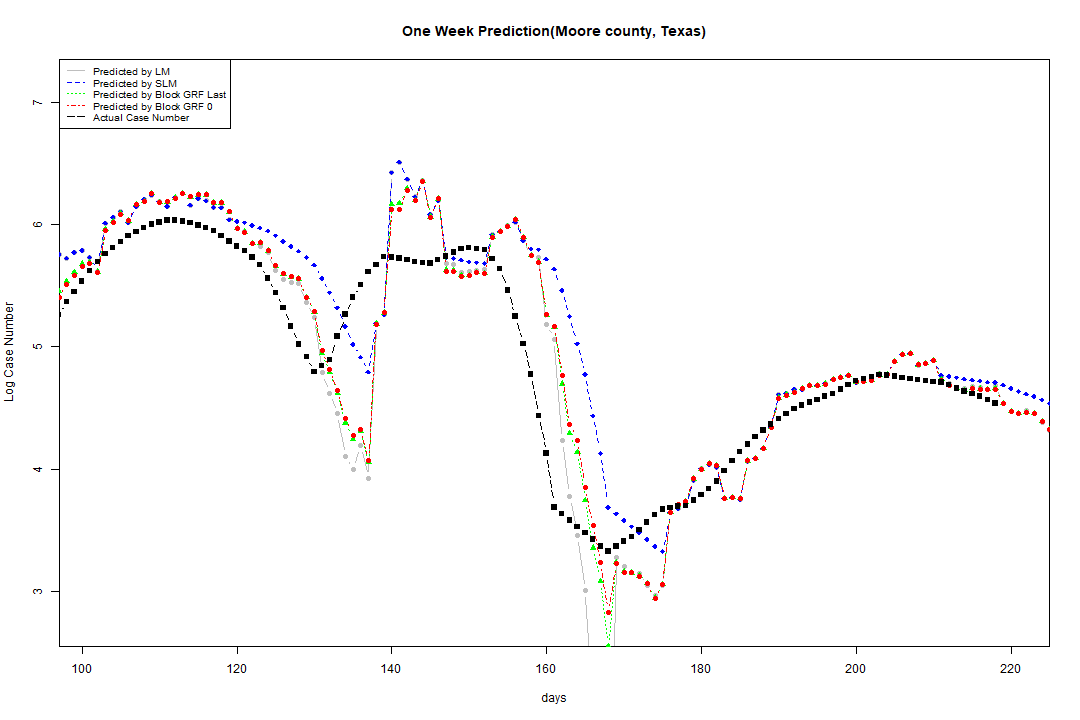 One Week Prediction(Moore county, Texas)
Predicted by LM
Predicted by SLM
Predicted by Block GRF Last
Predicted by Block GRF 0
Actual Case Number
7
6
5
4
3
Log Case Number
100 120 140 160 180 200 220
days